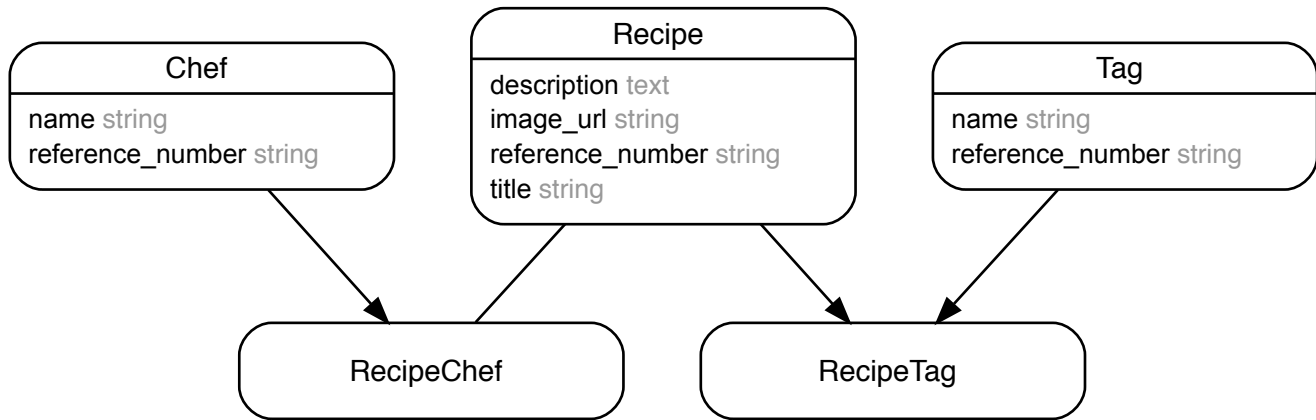 Chef
name string
reference_number string
Recipe
description text
image_url string
reference_number string
title string
Tag
name string
reference_number string
RecipeChef
RecipeTag